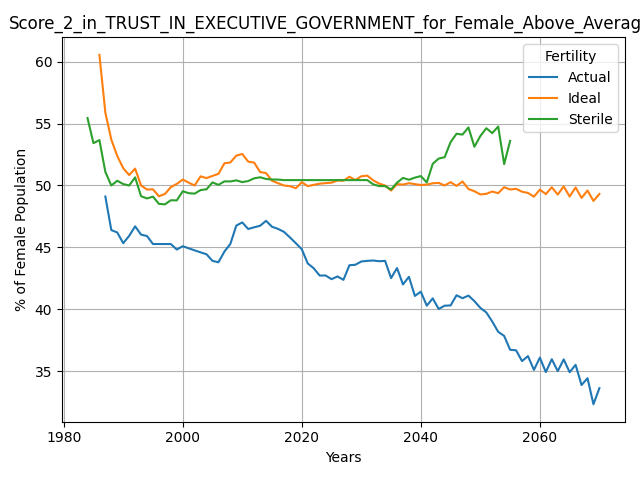 Score_2_in_TRUST_IN_EXECUTIVE_GOVERNMENT_for_Female_Above_Averag
Fertility
Actual
Ideal
Sterile
% of Female Population
60
55
50
45
40
35
1980
2000
2020
2040
2060
Years